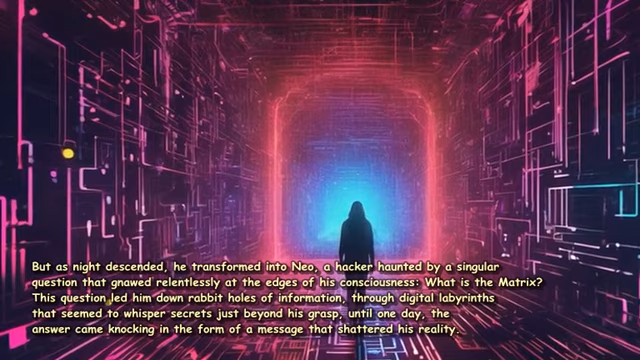 But as night descended, he transformed into Neo, a hacker haunted by a singular
question that gnawed relentlessly at the edges of his consciousness: What is the Matrix?
This question led him down rabbit holes of information, through digital labyrinths
that seemed to whisper secrets just beyond his grasp, until one day, the
answer came knocking in the form of a message that shattered his reality.